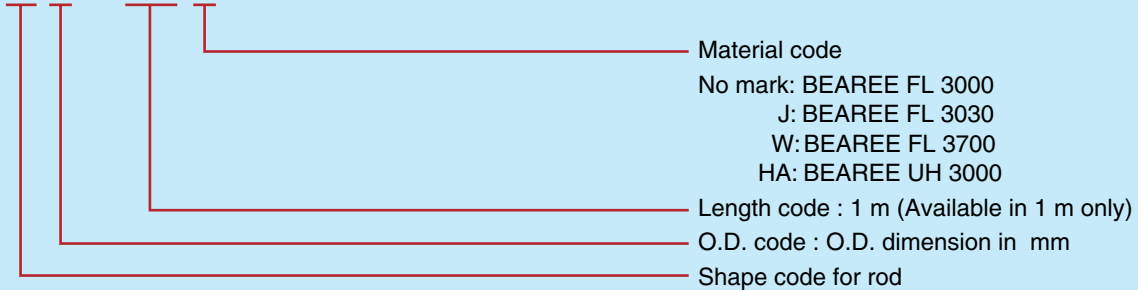 Material code
No mark: BEAREE FL 3000
J: BEAREE FL 3030
W: BEAREE FL 3700
HA: BEAREE UH 3000
Length code : 1 m (Available in 1 m only)
O.D. code : O.D. dimension in mm
Shape code for rod